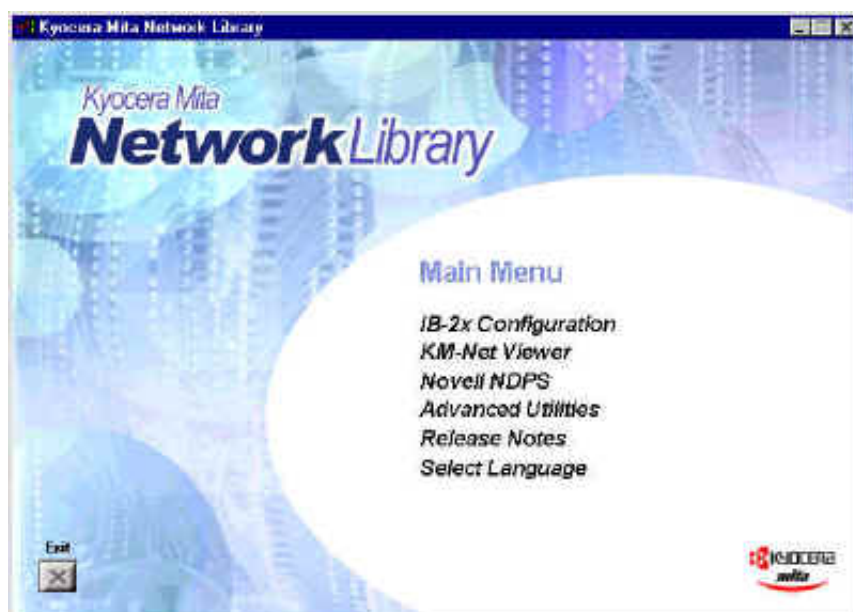 Kyocera Mita Network Library
Kyocera Mita
NetworkLibrary
Main Menu
IB-2x Configuration
KM-Net Viewer
Novell NDPS
Advanced Utilities
Release Notes
Select Language
Exit
KYOCERA
mita